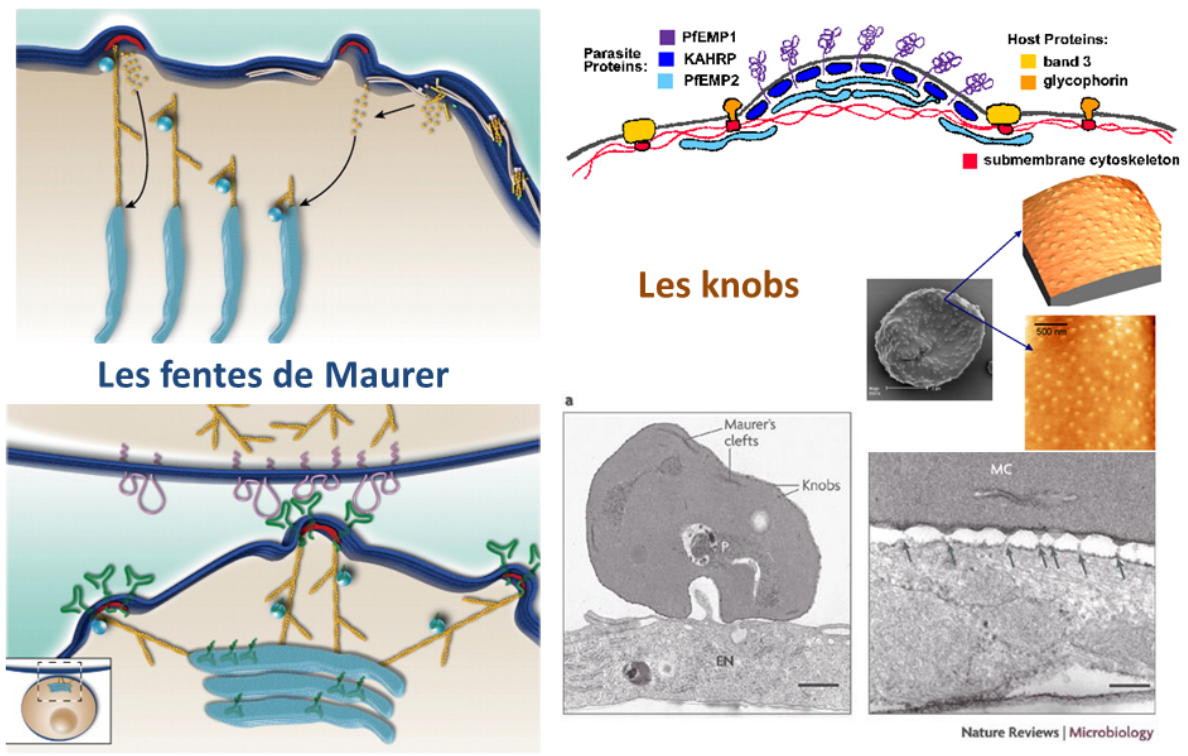 Parasite
Proteins:
PfEMP1
KAHRP
PfEMP2
Host Proteins:
band 3
glycophorin
submembrane cytoskeleton
Les fentes de Maurer
Les knobs
500 nm
a
Maurer's
clefts
Knobs
P
EN
MC
Nature Reviews | Microbiology